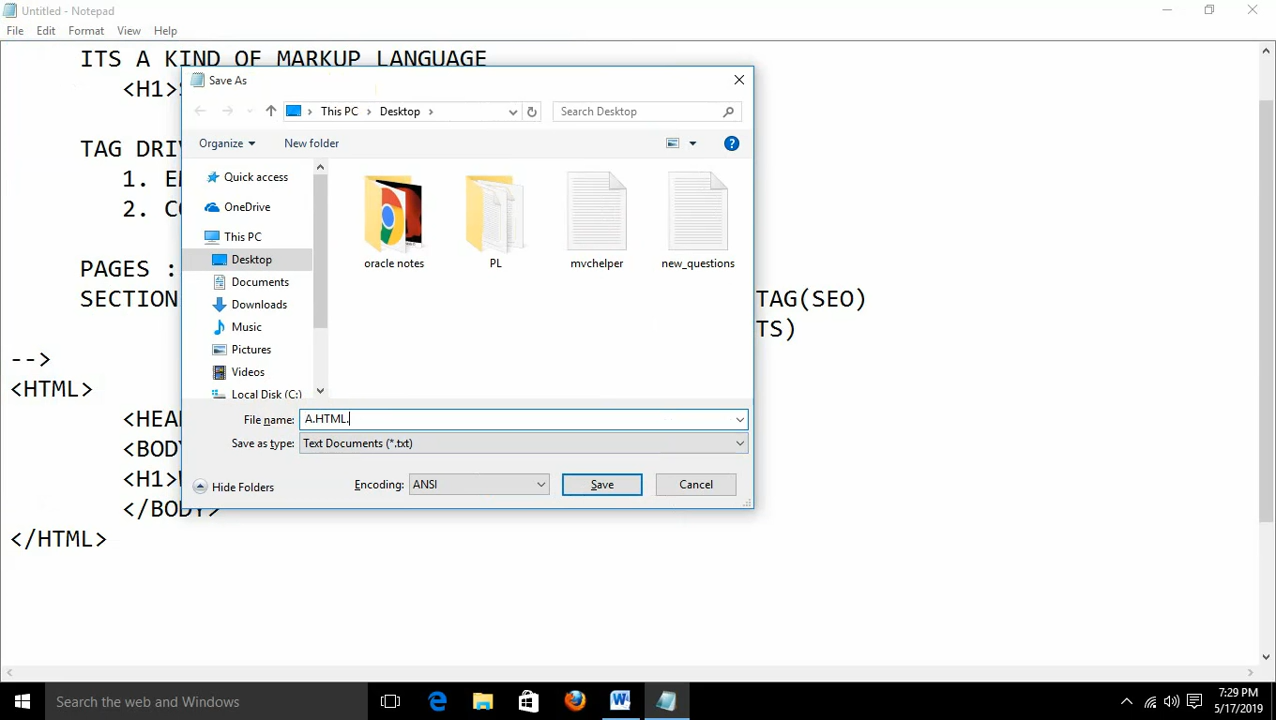 Untitled - Notepad
File Edit Format View Help
ITS A KIND OF MARKUP LANGUAGE
<H1>
Save As
This PC > Desktop >
Search Desktop
Organize
New folder
TAG
1.
2.
Quick access
OneDrive
This PC
Desktop
Documents
Downloads
Music
Pictures
Videos
Local Disk (C:)
oracle notes
PL
mvchelper
new_questions
PAGES :
SECTION
TAG(SEO)
TS)
-->
<HTML>
File name: A.HTML.
Save as type: Text Documents (*.txt)
<H1>
Hide Folders
Encoding: ANSI
Save
Cancel
</BODY>
</HTML>
Search the web and Windows
7:29 PM
5/17/2019